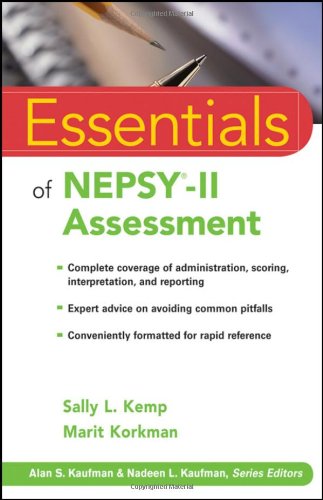 Essentials
of NEPSY®-II
Assessment
Complete coverage of administration, scoring,
interpretation, and reporting
Expert advice on avoiding common pitfalls
Conveniently formatted for rapid reference
Sally L. Kemp
Marit Korkman
Alan S. Kaufman & Nadeen L. Kaufman, Series Editors